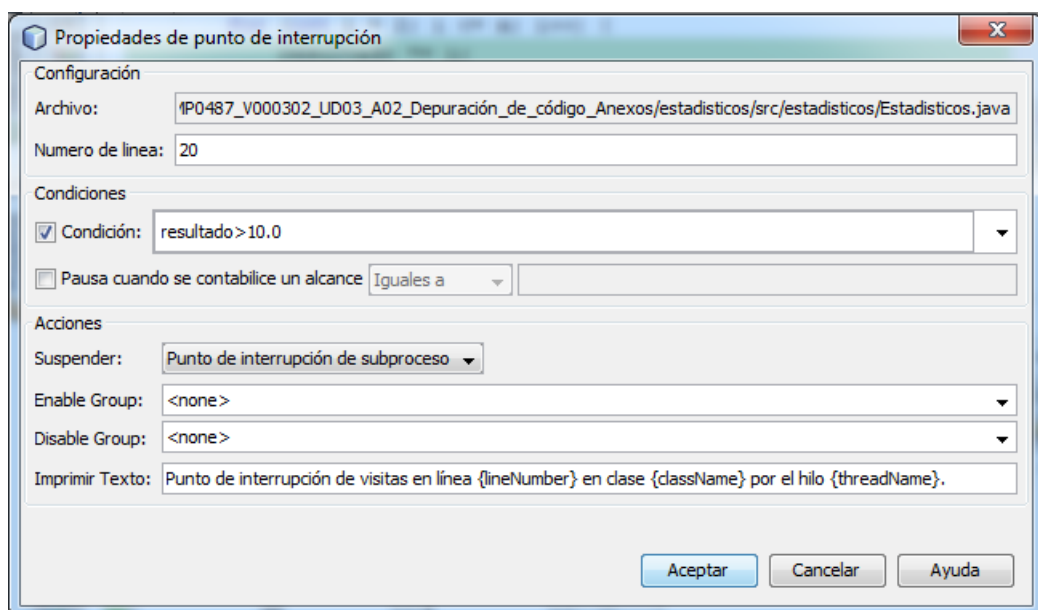 Propiedades de punto de interrupción
Configuración
Archivo: MP0487_V000302_UD03_A02_Depuración_de_código_Anexos/estadisticos/src/estadisticos/Estadisticos.java
Numero de linea: 20
Condiciones
Condición: resultado>10.0
Pausa cuando se contabilice un alcance Iguales a
Acciones
Suspender: Punto de interrupción de subproceso
Enable Group: <none>
Disable Group: <none>
Imprimir Texto: Punto de interrupción de visitas en línea {lineNumber} en clase {className} por el hilo {threadName}.
Aceptar Cancelar Ayuda